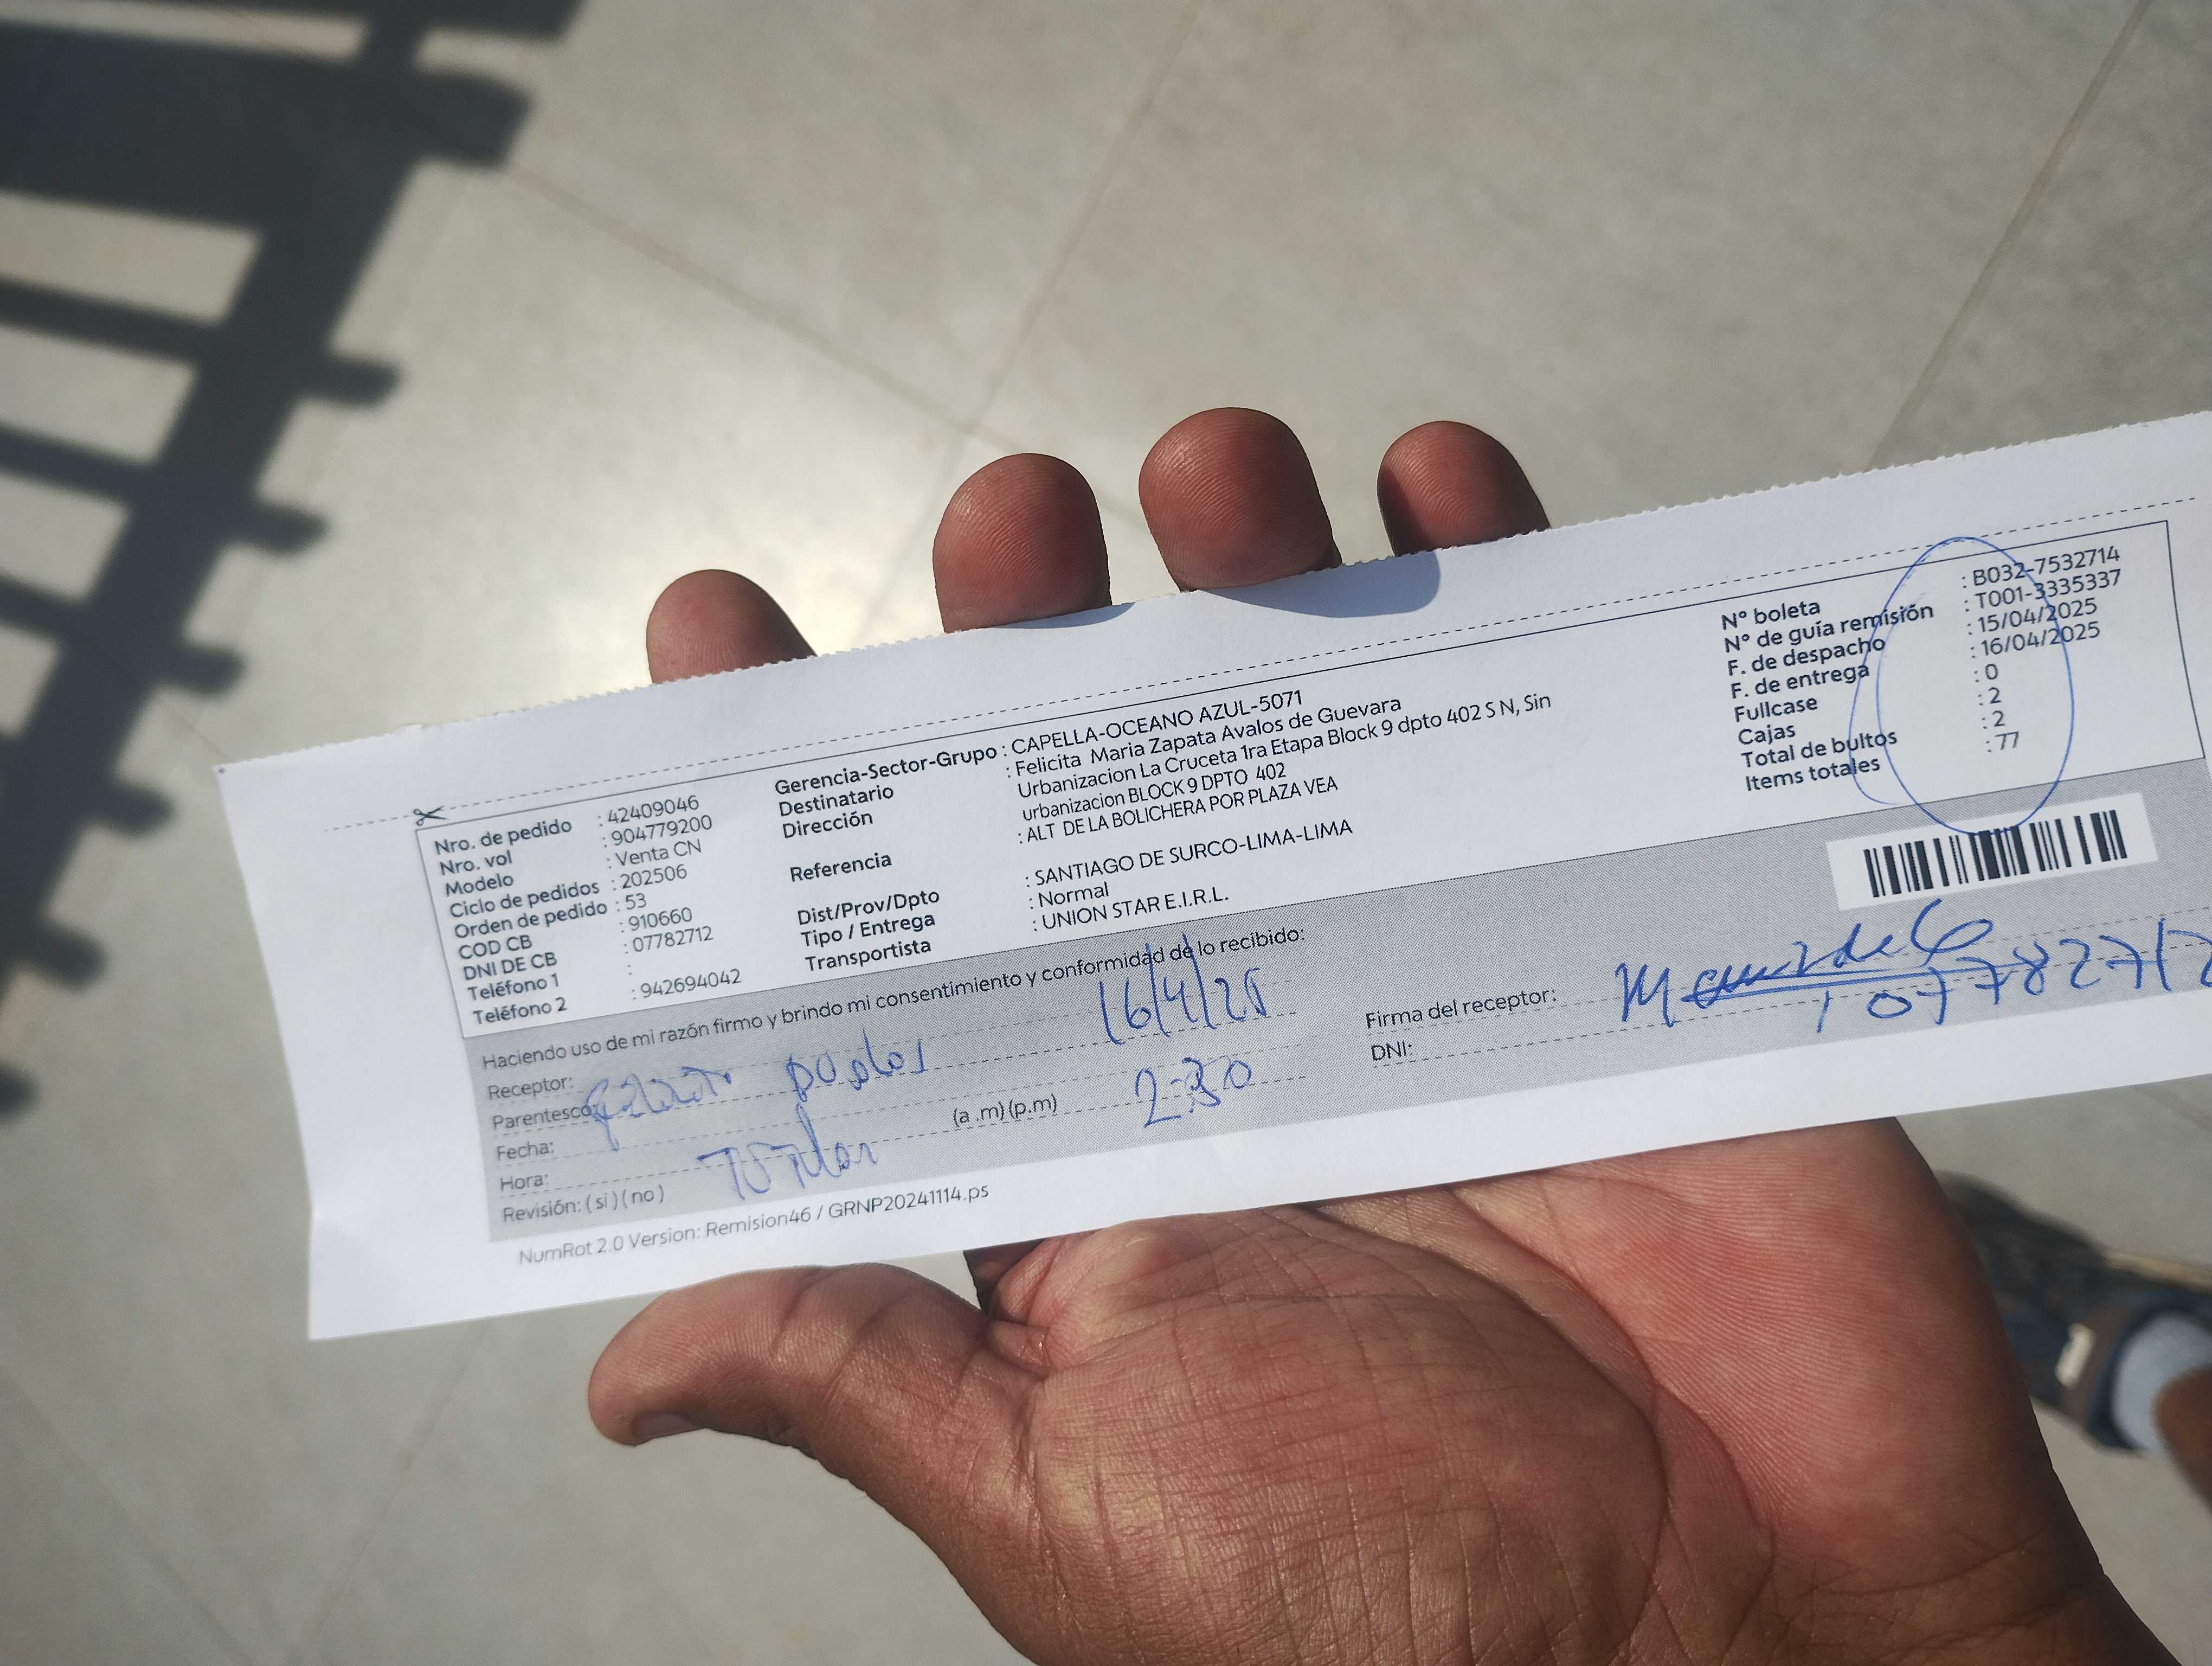 Nro. de pedido : 42409046
Nro. vol : 904779200
Modelo : Venta CN
Ciclo de pedidos : 202506
Orden de pedido : 53
COD CB : 910660
DNI DE CB : 07782712
Teléfono 1 :
Teléfono 2 : 942694042
Gerencia-Sector-Grupo : CAPELLA-OCEANO AZUL-5071
Destinatario : Felicita Maria Zapata Avalos de Guevara
Dirección : Urbanizacion La Cruceta 1ra Etapa Block 9 dpto 402 S N, Sin
urbanizacion BLOCK 9 DPTO 402
Referencia : ALT DE LA BOLICHERA POR PLAZA VEA
Dist/Prov/Dpto : SANTIAGO DE SURCO-LIMA-LIMA
Tipo / Entrega : Normal
Transportista : UNION STAR E.I.R.L.
N° boleta : B032-7532714
N° de guía remisión : T001-3335337
F. de despacho : 15/04/2025
F. de entrega : 16/04/2025
Fullcase : 0
Cajas : 2
Total de bultos : 2
Items totales : 77
Haciendo uso de mi razón firmo y brindo mi consentimiento y conformidad de lo recibido:
Receptor: 16/4/25
Parentesco:
Fecha:
Hora: (a .m) (p.m) 2:30
Revisión: (si) (no)
Firma del receptor:
DNI: 07782712
NumRot 2.0 Version: Remision46 / GRNP20241114.ps